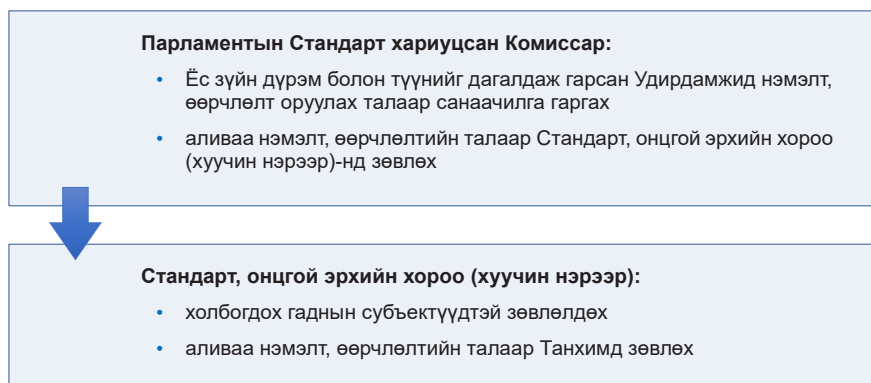 Парламентын Стандарт хариуцсан Комиссар:
• Ёс зүйн дүрэм болон түүнийг дагалдаж гарсан Удирдамжид нэмэлт,
өөрчлөлт оруулах талаар санаачилга гаргах
• аливаа нэмэлт, өөрчлөлтийн талаар Стандарт, онцгой эрхийн хороо
(хуучин нэрээр)-нд зөвлөх
Стандарт, онцгой эрхийн хороо (хуучин нэрээр):
• холбогдох гаднын субъектүүдтэй зөвлөлдөх
• аливаа нэмэлт, өөрчлөлтийн талаар Танхимд зөвлөх